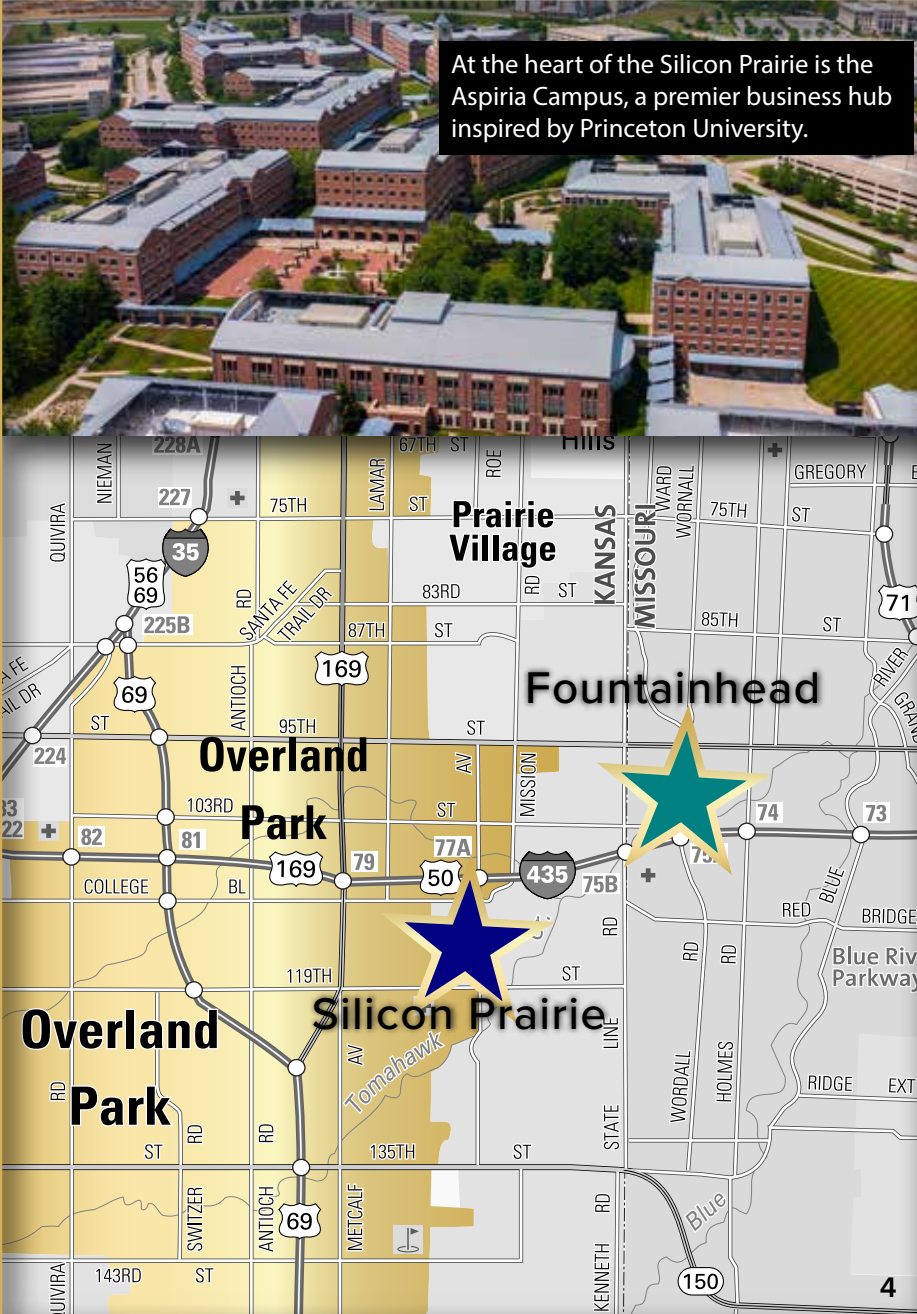 At the heart of the Silicon Prairie is the
Aspiria Campus, a premier business hub
inspired by Princeton University.
228A
67TH ST
Hills
NIEMAN
LAMAR
ROE
WARD
WORNALL
GREGORY
227
75TH
ST
Prairie
Village
75TH
ST
QUIVIRA
35
KANSAS
MISSOURI
56
69
RD
SANTA FE
TRAIL DR
83RD
RD
ST
71
225B
87TH
ST
85TH
ST
169
RIVER
69
ANTIOCH
Fountainhead
ST
95TH
ST
224
Overland
Park
AV
MISSION
103RD
ST
22
82
81
169
79
77A
50
435
75B
74
73
COLLEGE
BL
RED
BRIDGE
BLUE
RD
RD
RD
119TH
ST
Silicon Prairie
Overland
Park
LINE
Tomahawk
AV
RD
RD
RD
STATE
WORDALL
HOLMES
RIDGE
EXT
ST
135TH
ST
SWITZER
ANTIOCH
69
METCALF
KENNETH
RD
Blue
143RD
ST
150
4